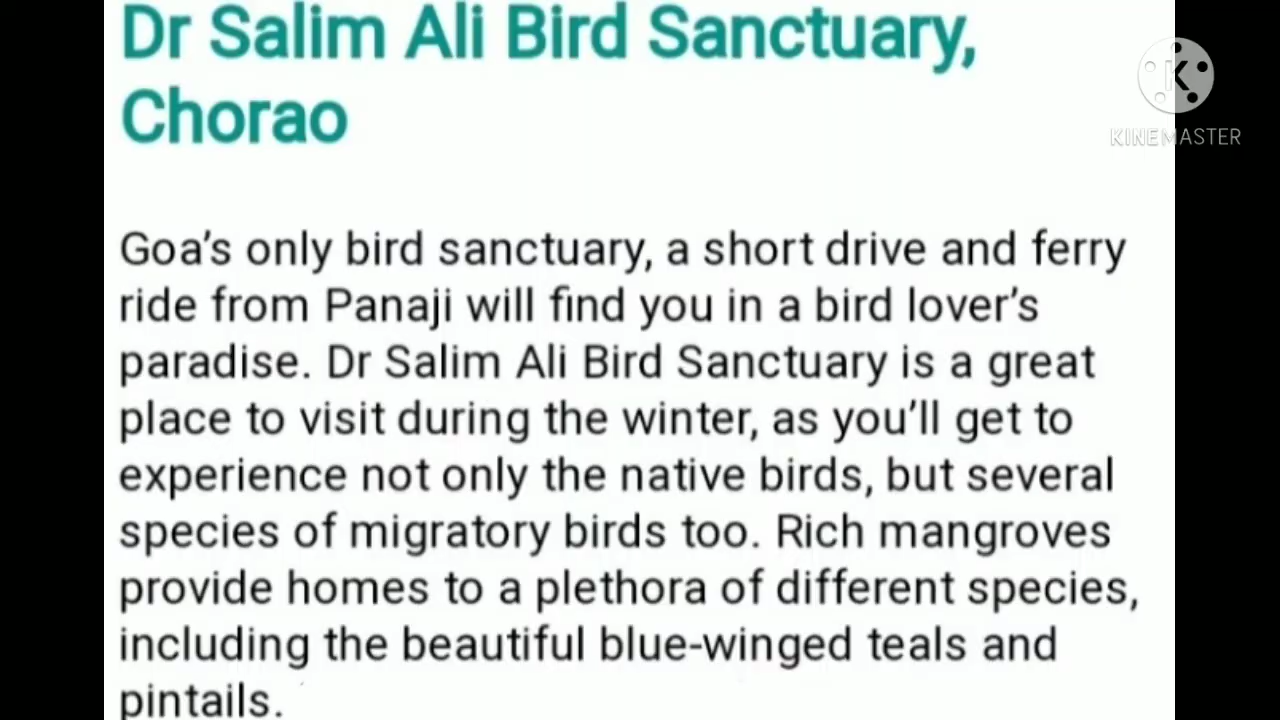 Dr Salim Ali Bird Sanctuary,
Chorao
KINEMASTER
Goa’s only bird sanctuary, a short drive and ferry
ride from Panaji will find you in a bird lover’s
paradise. Dr Salim Ali Bird Sanctuary is a great
place to visit during the winter, as you’ll get to
experience not only the native birds, but several
species of migratory birds too. Rich mangroves
provide homes to a plethora of different species,
including the beautiful blue-winged teals and
pintails.